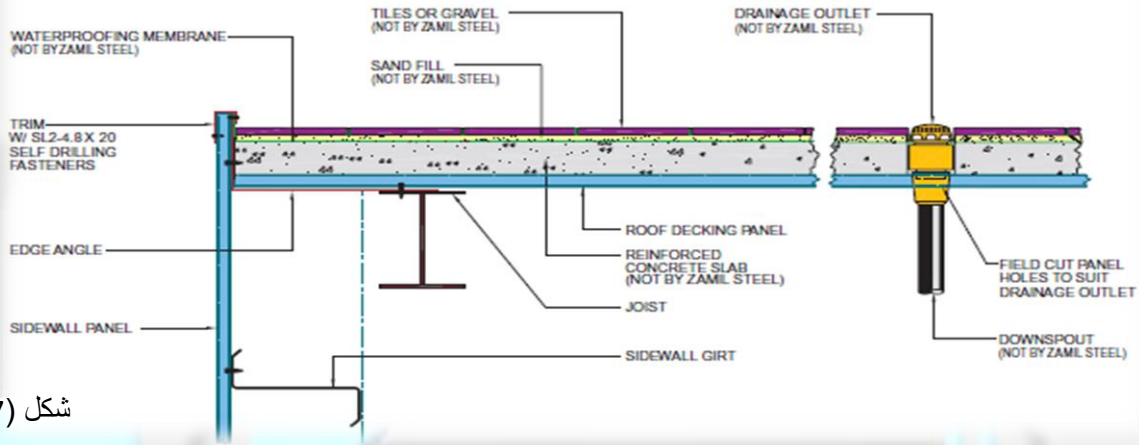 TILES OR GRAVEL
(NOT BY ZAMIL STEEL)
DRAINAGE OUTLET
(NOT BY ZAMIL STEEL)
WATERPROOFING MEMBRANE
(NOT BY ZAMIL STEEL)
SAND FILL
(NOT BY ZAMIL STEEL)
TRIM
W/ SL2-4.8 X 20
SELF DRILLING
FASTENERS
EDGE ANGLE
ROOF DECKING PANEL
REINFORCED
CONCRETE SLAB
(NOT BY ZAMIL STEEL)
JOIST
FIELD CUT PANEL
HOLES TO SUIT
DRAINAGE OUTLET
SIDEWALL PANEL
DOWNSPOUT
(NOT BY ZAMIL STEEL)
SIDEWALL GIRT
شكل